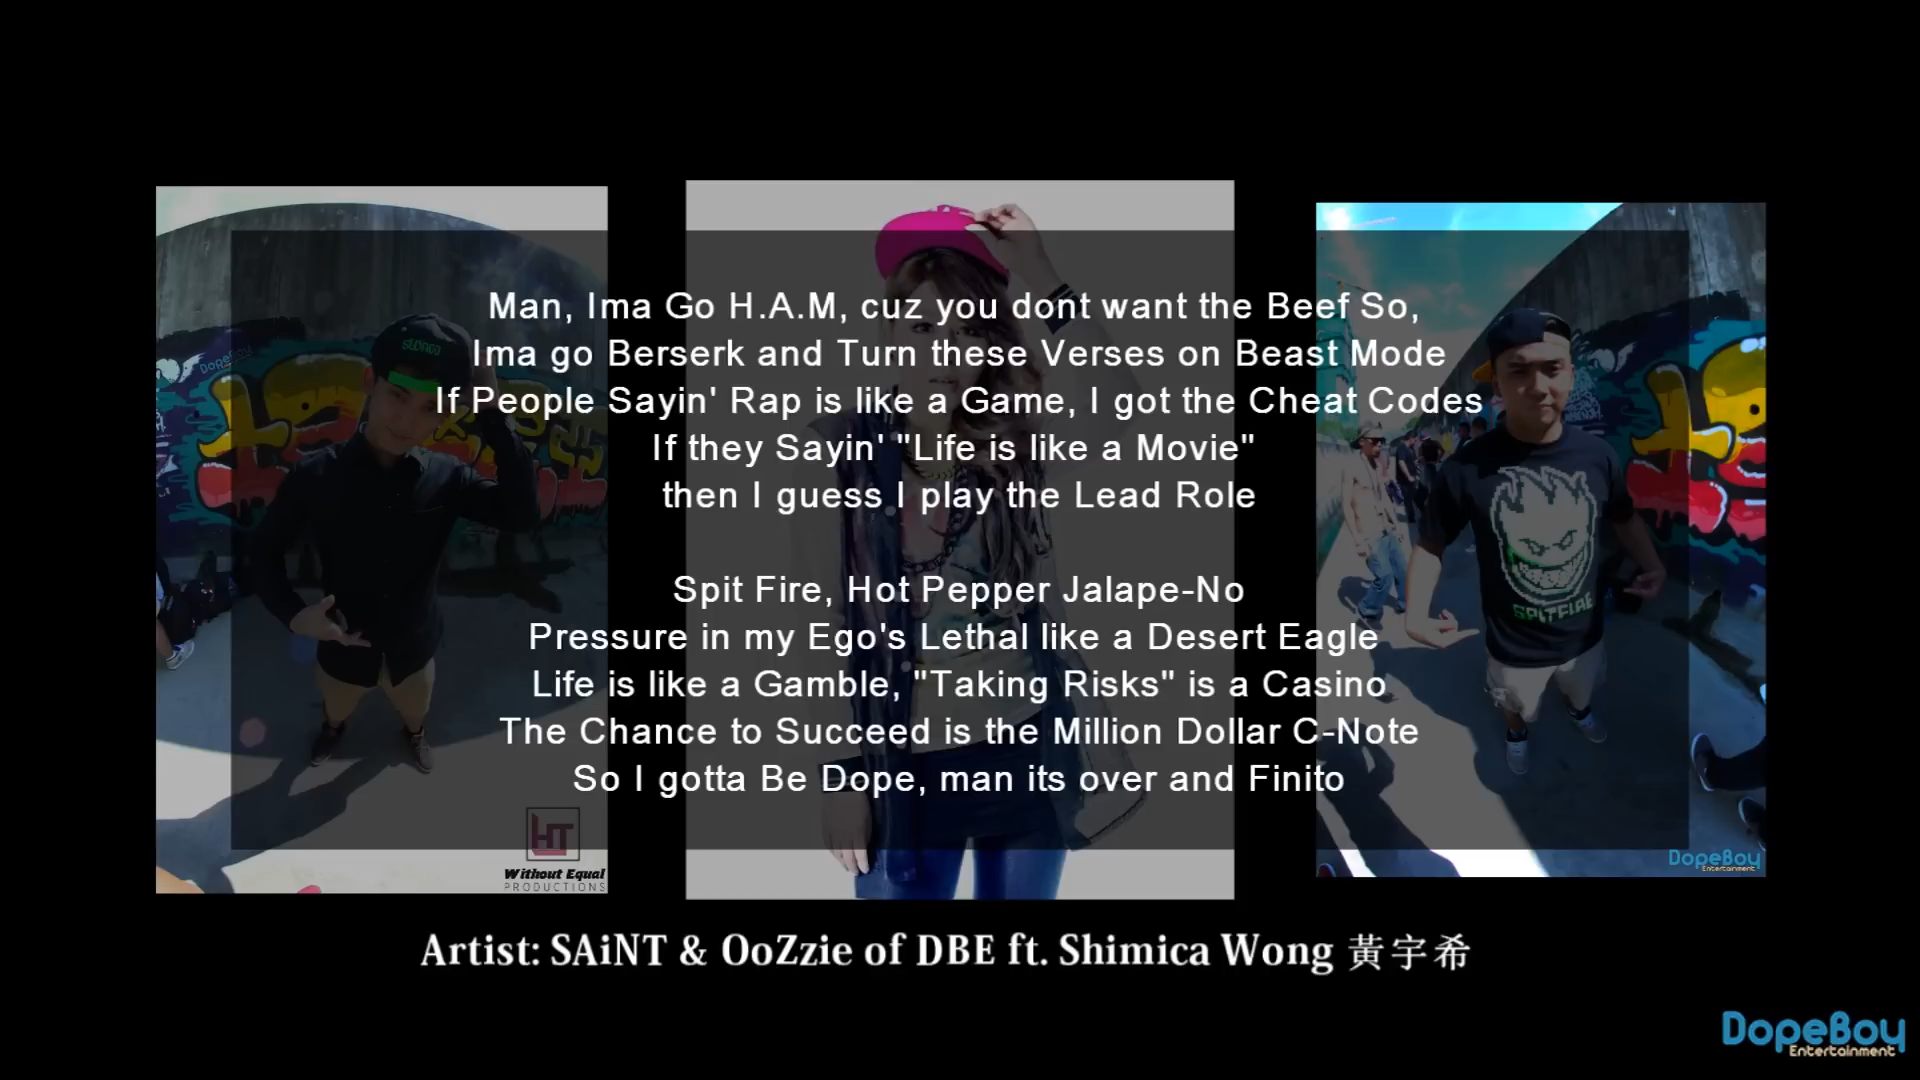 Man, Ima Go H.A.M, cuz you dont want the Beef So,
Ima go Berserk and Turn these Verses on Beast Mode
If People Sayin' Rap is like a Game, I got the Cheat Codes
If they Sayin' "Life is like a Movie"
then I guess I play the Lead Role
Spit Fire, Hot Pepper Jalape-No
Pressure in my Ego's Lethal like a Desert Eagle
Life is like a Gamble, "Taking Risks" is a Casino
The Chance to Succeed is the Million Dollar C-Note
So I gotta Be Dope, man its over and Finito
SPITFIRE
HT
Without Equal
PRODUCTIONS
DopeBoy
Entertainment
Artist: SAiNT & OoZzie of DBE ft. Shimica Wong 黃宇希
DopeBoy
Entertainment